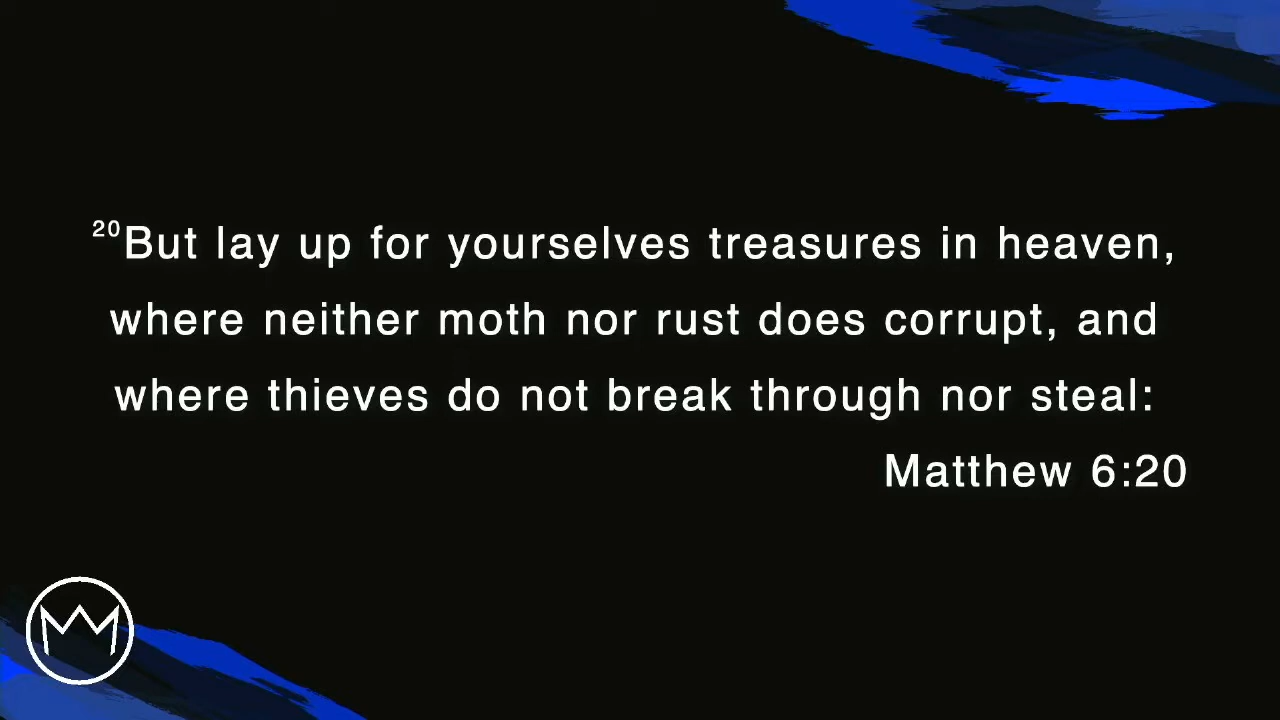 20But lay up for yourselves treasures in heaven,
where neither moth nor rust does corrupt, and
where thieves do not break through nor steal:
Matthew 6:20